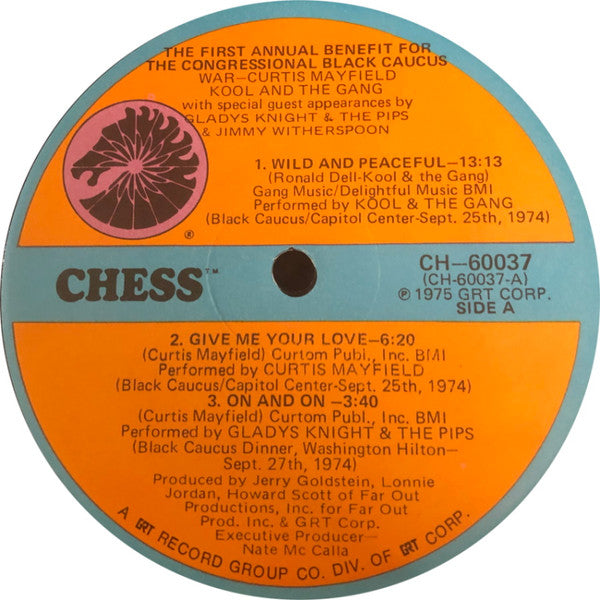 THE FIRST ANNUAL BENEFIT FOR
THE CONGRESSIONAL BLACK CAUCUS
WAR—CURTIS MAYFIELD
KOOL AND THE GANG
with special guest appearances by
GLADYS KNIGHT & THE PIPS
& JIMMY WITHERSPOON
1. WILD AND PEACEFUL—13:13
(Ronald Dell-Kool & the Gang)
Gang Music/Delightful Music BMI
Performed by KOOL & THE GANG
(Black Caucus/Capitol Center-Sept. 25th, 1974)
®
CHESS™
CH—60037
(CH-60037-A)
℗ 1975 GRT CORP.
SIDE A
2. GIVE ME YOUR LOVE—6:20
(Curtis Mayfield) Curtom Publ., Inc. BMI
Performed by CURTIS MAYFIELD
(Black Caucus/Capitol Center-Sept. 25th, 1974)
3. ON AND ON —3:40
(Curtis Mayfield) Curtom Publ., Inc. BMI
Performed by GLADYS KNIGHT & THE PIPS
(Black Caucus Dinner, Washington Hilton—
Sept. 27th, 1974)
Produced by Jerry Goldstein, Lonnie
Jordan, Howard Scott of Far Out
Productions, Inc. for Far Out
Prod. Inc. & GRT Corp.
Executive Producer—
Nate Mc Calla
A GRT RECORD GROUP CO. DIV. OF GRT CORP.